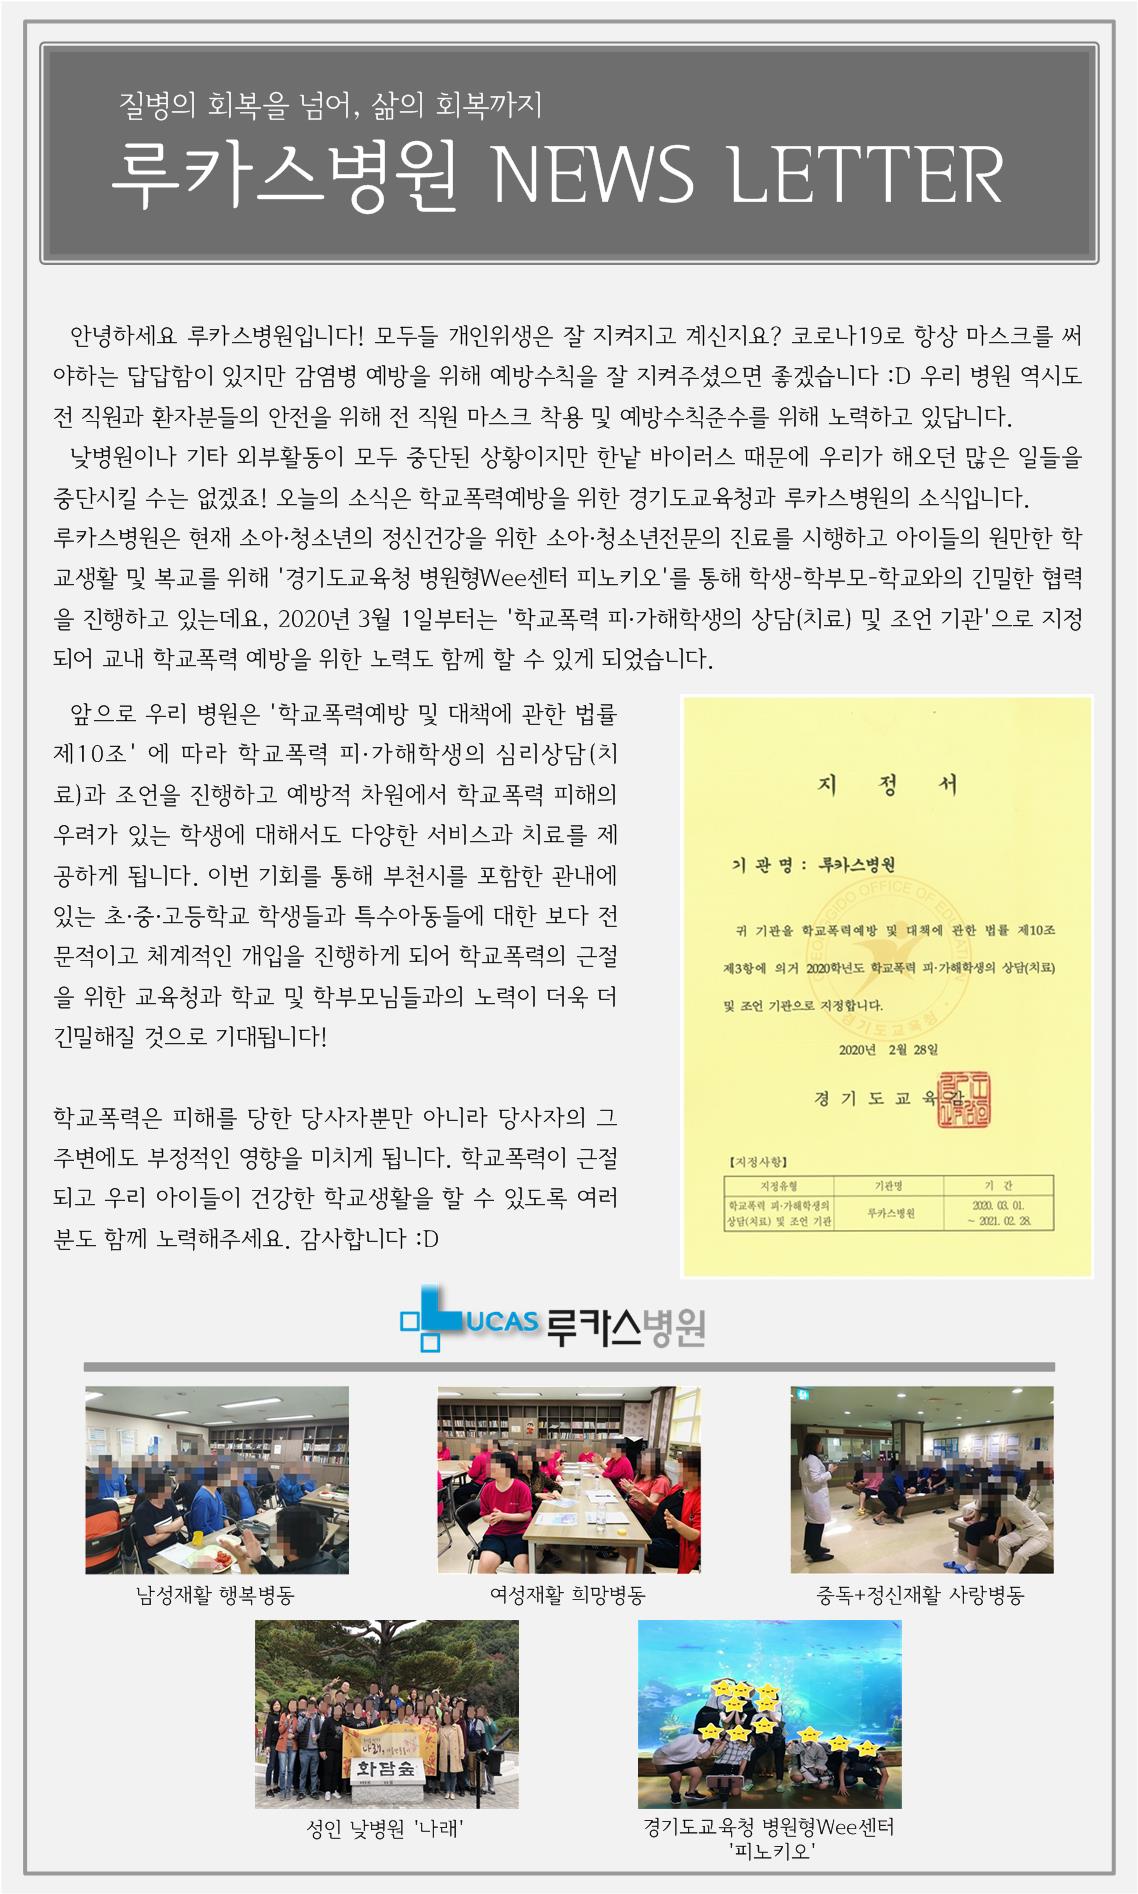 질병의 회복을 넘어, 삶의 회복까지
루카스병원 NEWS LETTER
안녕하세요 루카스병원입니다! 모두들 개인위생은 잘 지켜지고 계신지요? 코로나19로 항상 마스크를 써
야하는 답답함이 있지만 감염병 예방을 위해 예방수칙을 잘 지켜주셨으면 좋겠습니다 :D 우리 병원 역시도
전 직원과 환자분들의 안전을 위해 전 직원 마스크 착용 및 예방수칙준수를 위해 노력하고 있답니다.
낮병원이나 기타 외부활동이 모두 중단된 상황이지만 한낱 바이러스 때문에 우리가 해오던 많은 일들을
중단시킬 수는 없겠죠! 오늘의 소식은 학교폭력예방을 위한 경기도교육청과 루카스병원의 소식입니다.
루카스병원은 현재 소아·청소년의 정신건강을 위한 소아·청소년전문의 진료를 시행하고 아이들의 원만한 학
교생활 및 복교를 위해 '경기도교육청 병원형Wee센터 피노키오'를 통해 학생-학부모-학교와의 긴밀한 협력
을 진행하고 있는데요, 2020년 3월 1일부터는 '학교폭력 피·가해학생의 상담(치료) 및 조언 기관'으로 지정
되어 교내 학교폭력 예방을 위한 노력도 함께 할 수 있게 되었습니다.
앞으로 우리 병원은 '학교폭력예방 및 대책에 관한 법률
제10조' 에 따라 학교폭력 피·가해학생의 심리상담(치
료)과 조언을 진행하고 예방적 차원에서 학교폭력 피해의
우려가 있는 학생에 대해서도 다양한 서비스과 치료를 제
공하게 됩니다. 이번 기회를 통해 부천시를 포함한 관내에
있는 초·중·고등학교 학생들과 특수아동들에 대한 보다 전
문적이고 체계적인 개입을 진행하게 되어 학교폭력의 근절
을 위한 교육청과 학교 및 학부모님들과의 노력이 더욱 더
긴밀해질 것으로 기대됩니다!
학교폭력은 피해를 당한 당사자뿐만 아니라 당사자의 그
주변에도 부정적인 영향을 미치게 됩니다. 학교폭력이 근절
되고 우리 아이들이 건강한 학교생활을 할 수 있도록 여러
분도 함께 노력해주세요. 감사합니다 :D
지 정 서
기 관 명 : 루카스병원
귀 기관을 학교폭력예방 및 대책에 관한 법률 제10조
제3항에 의거 2020학년도 학교폭력 피·가해학생의 상담(치료)
및 조언 기관으로 지정합니다.
GYEONGGIDO OFFICE OF EDUCATION
경기도교육청
2020년 2월 28일
경 기 도 교 육 감
【지정사항】
지정유형 기관명 기 간
학교폭력 피·가해학생의
상담(치료) 및 조언 기관
루카스병원
2020. 03. 01.
~ 2021. 02. 28.
LUCAS 루카스병원
남성재활 행복병동
여성재활 희망병동
중독+정신재활 사랑병동
나래,
화담숲
성인 낮병원 '나래'
경기도교육청 병원형Wee센터
'피노키오'